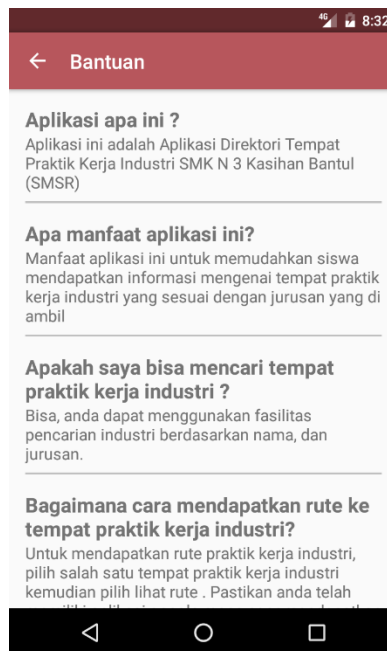 4G 8:32
Bantuan
Aplikasi apa ini ?
Aplikasi ini adalah Aplikasi Direktori Tempat
Praktik Kerja Industri SMK N 3 Kasihan Bantul
(SMSR)
Apa manfaat aplikasi ini?
Manfaat aplikasi ini untuk memudahkan siswa
mendapatkan informasi mengenai tempat praktik
kerja industri yang sesuai dengan jurusan yang di
ambil
Apakah saya bisa mencari tempat
praktik kerja industri ?
Bisa, anda dapat menggunakan fasilitas
pencarian industri berdasarkan nama, dan
jurusan.
Bagaimana cara mendapatkan rute ke
tempat praktik kerja industri?
Untuk mendapatkan rute praktik kerja industri,
pilih salah satu tempat praktik kerja industri
kemudian pilih lihat rute . Pastikan anda telah